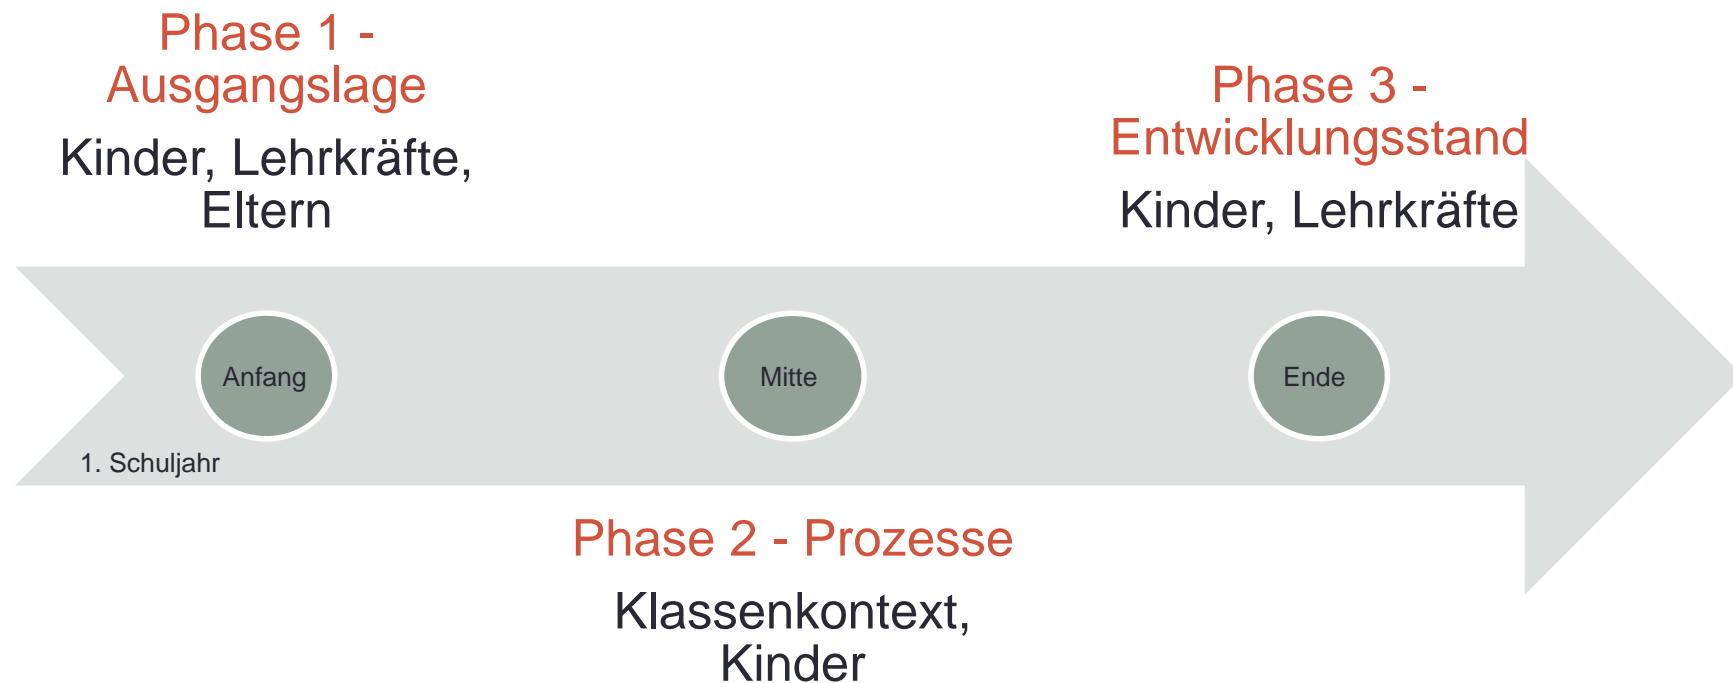 Phase 1 -
Ausgangslage
Kinder, Lehrkräfte,
Eltern
Phase 3 -
Entwicklungsstand
Kinder, Lehrkräfte
Anfang
Mitte
Ende
1. Schuljahr
Phase 2 - Prozesse
Klassenkontext,
Kinder